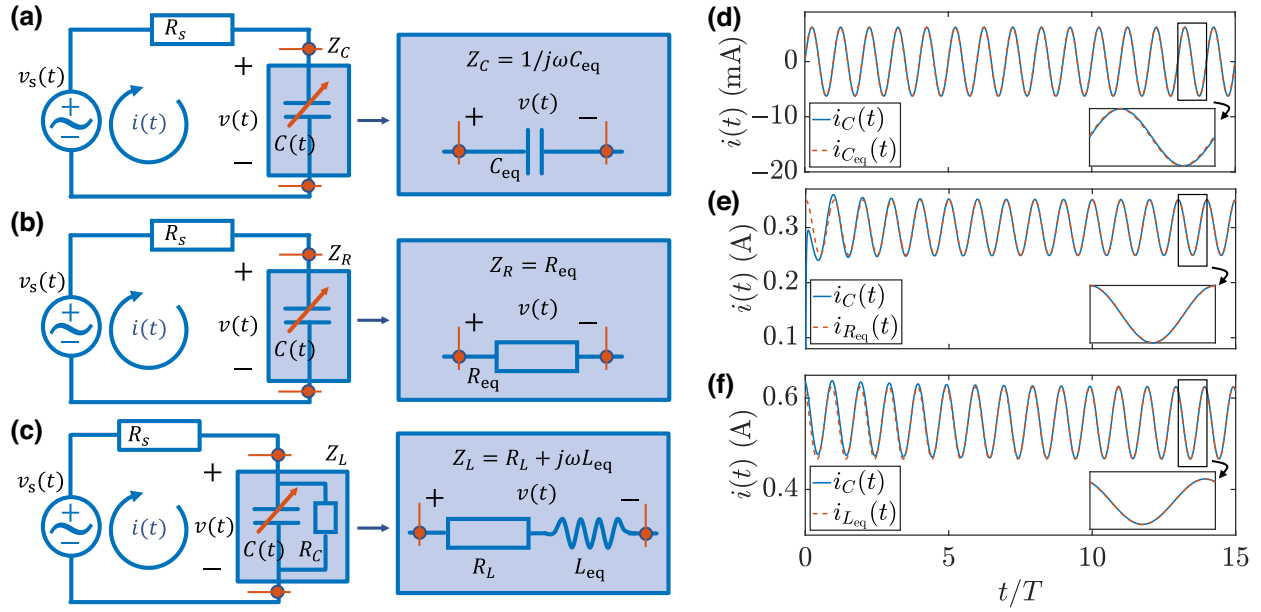 (a)
R_s
Z_C
v_s(t)
+
i(t)
v(t)
C(t)
−
Z_C = 1/jωC_eq
v(t)
+
−
C_eq
(b)
R_s
Z_R
v_s(t)
+
i(t)
v(t)
C(t)
−
Z_R = R_eq
v(t)
+
−
R_eq
(c)
R_s
Z_L
v_s(t)
+
i(t)
v(t)
C(t)
R_C
−
Z_L = R_L + jωL_eq
v(t)
+
−
R_L
L_eq
(d)
i(t) (mA)
0
−10
−20
i_C(t)
i_{C_eq}(t)
(e)
i(t) (A)
0.3
0.2
0.1
i_C(t)
i_{R_eq}(t)
(f)
i(t) (A)
0.6
0.4
i_C(t)
i_{L_eq}(t)
0 5 10 15
t/T